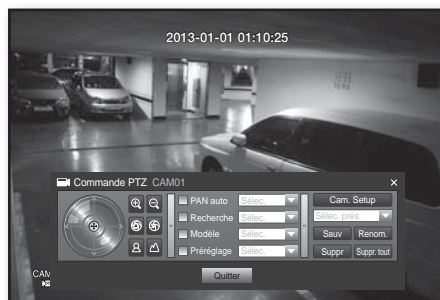 2013-01-01 01:10:25
Commande PTZ CAM01
PAN auto Sélec. Cam. Setup
Recherche Sélec. Sélec. prés.
Modèle Sélec. Sauv Renom.
Préréglage Sélec. Suppr Suppr. tout
CAM
Quitter